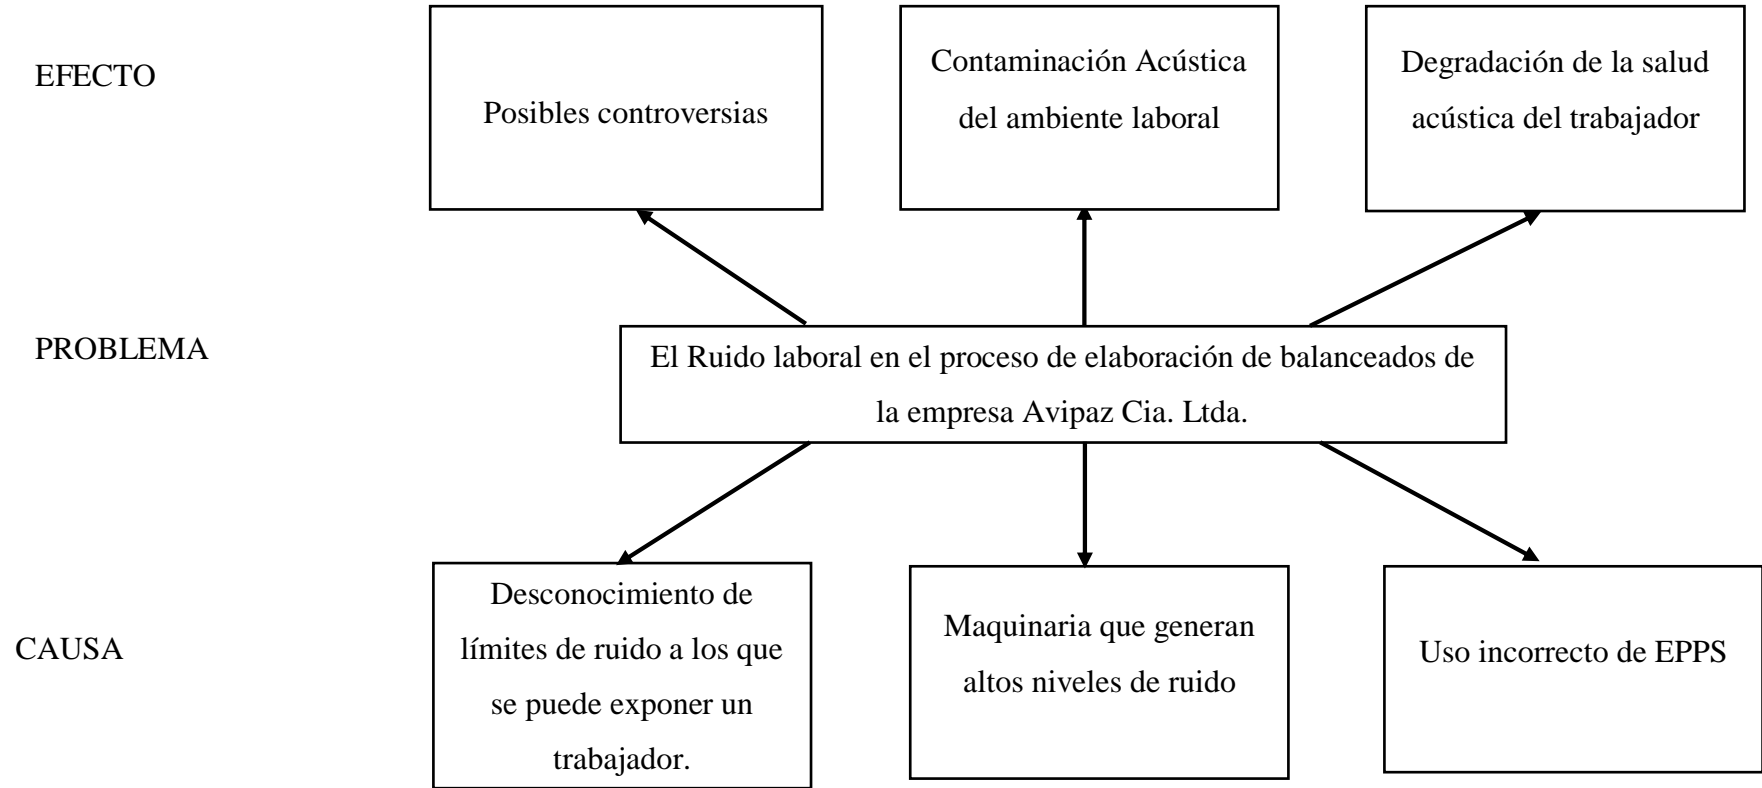 EFECTO
Posibles controversias
Contaminación Acústica
del ambiente laboral
Degradación de la salud
acústica del trabajador
PROBLEMA
El Ruido laboral en el proceso de elaboración de balanceados de
la empresa Avipaz Cia. Ltda.
CAUSA
Desconocimiento de
límites de ruido a los que
se puede exponer un
trabajador.
Maquinaria que generan
altos niveles de ruido
Uso incorrecto de EPPS